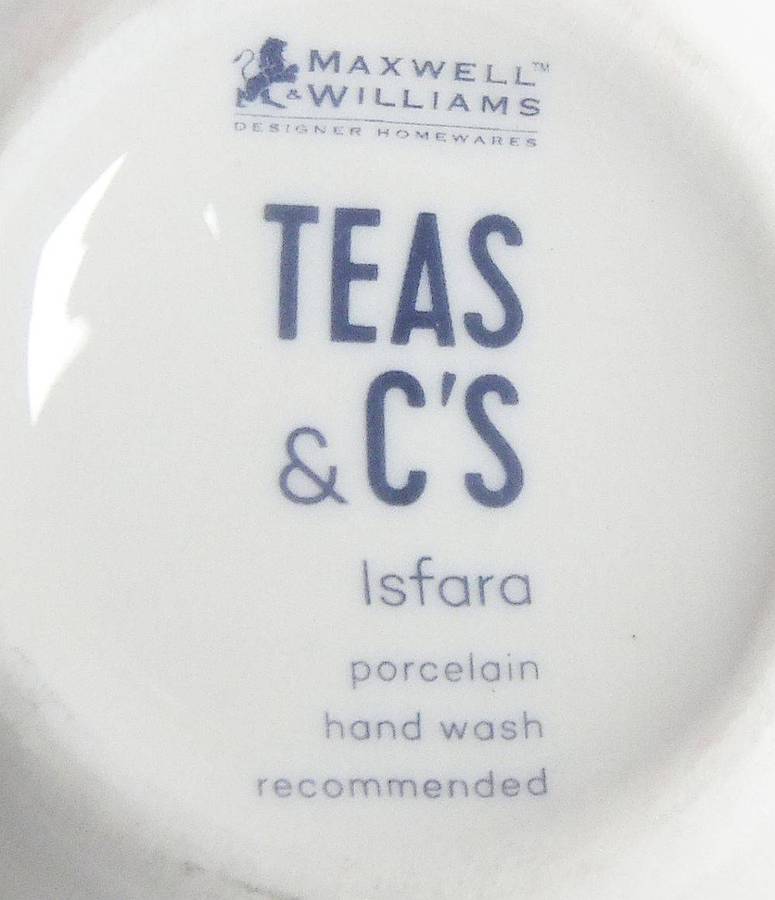 MAXWELL™
&WILLIAMS
DESIGNER HOMEWARES
TEAS
& C'S
Isfara
porcelain
hand wash
recommended